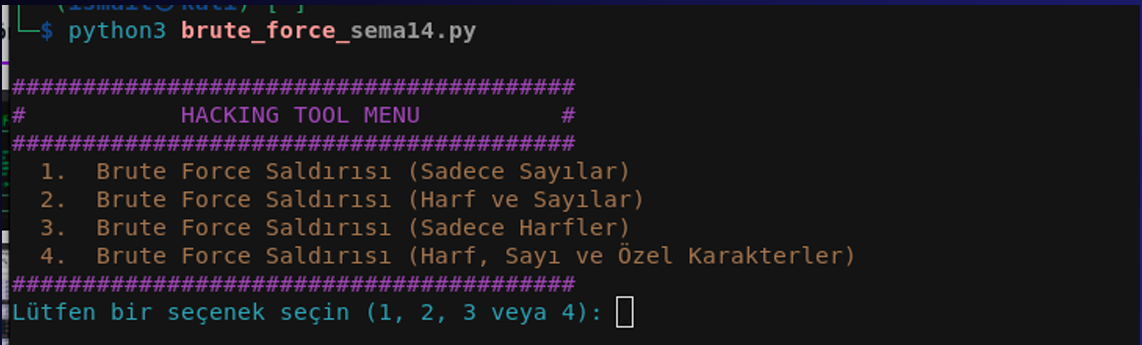 (ismail㉿kali) [ ]
└─$ python3 brute_force_sema14.py
########################################
# HACKING TOOL MENU #
########################################
1. Brute Force Saldırısı (Sadece Sayılar)
2. Brute Force Saldırısı (Harf ve Sayılar)
3. Brute Force Saldırısı (Sadece Harfler)
4. Brute Force Saldırısı (Harf, Sayı ve Özel Karakterler)
########################################
Lütfen bir seçenek seçin (1, 2, 3 veya 4):